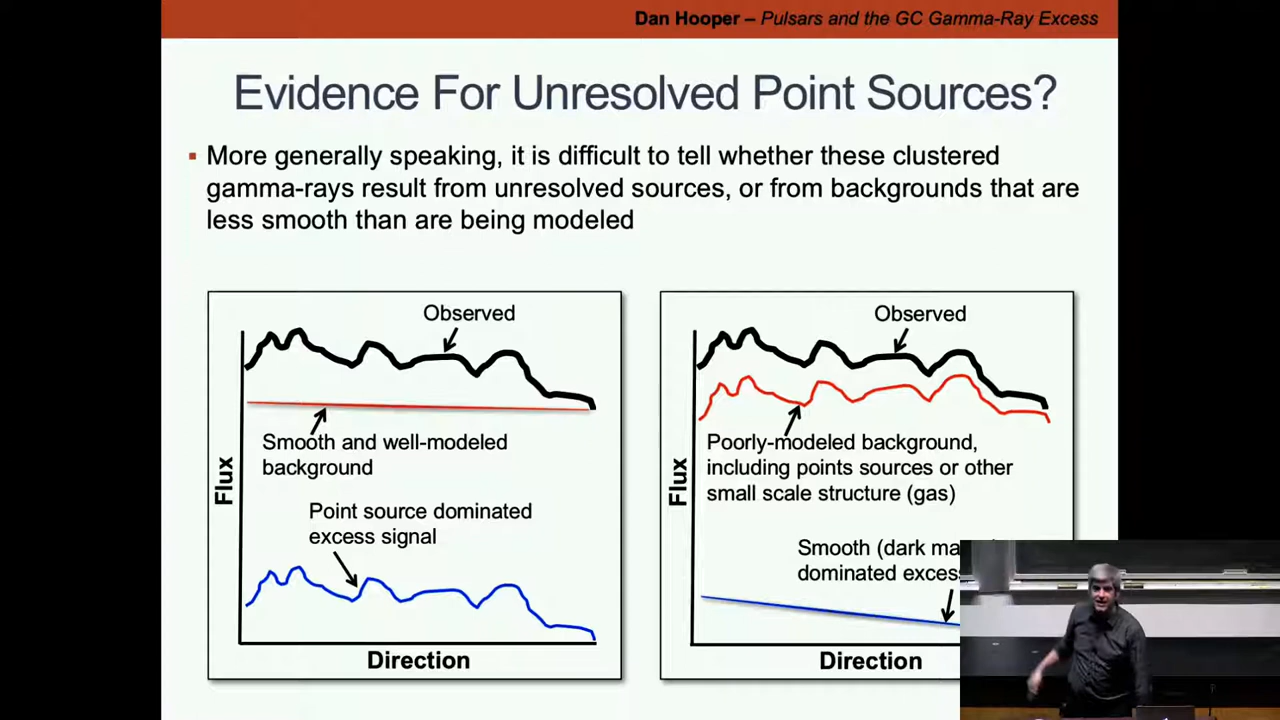 Dan Hooper – Pulsars and the GC Gamma-Ray Excess
Evidence For Unresolved Point Sources?
More generally speaking, it is difficult to tell whether these clustered
gamma-rays result from unresolved sources, or from backgrounds that are
less smooth than are being modeled
Observed
Smooth and well-modeled
background
Point source dominated
excess signal
Flux
Direction
Observed
Poorly-modeled background,
including points sources or other
small scale structure (gas)
Smooth (dark
dominated
Flux
Direction